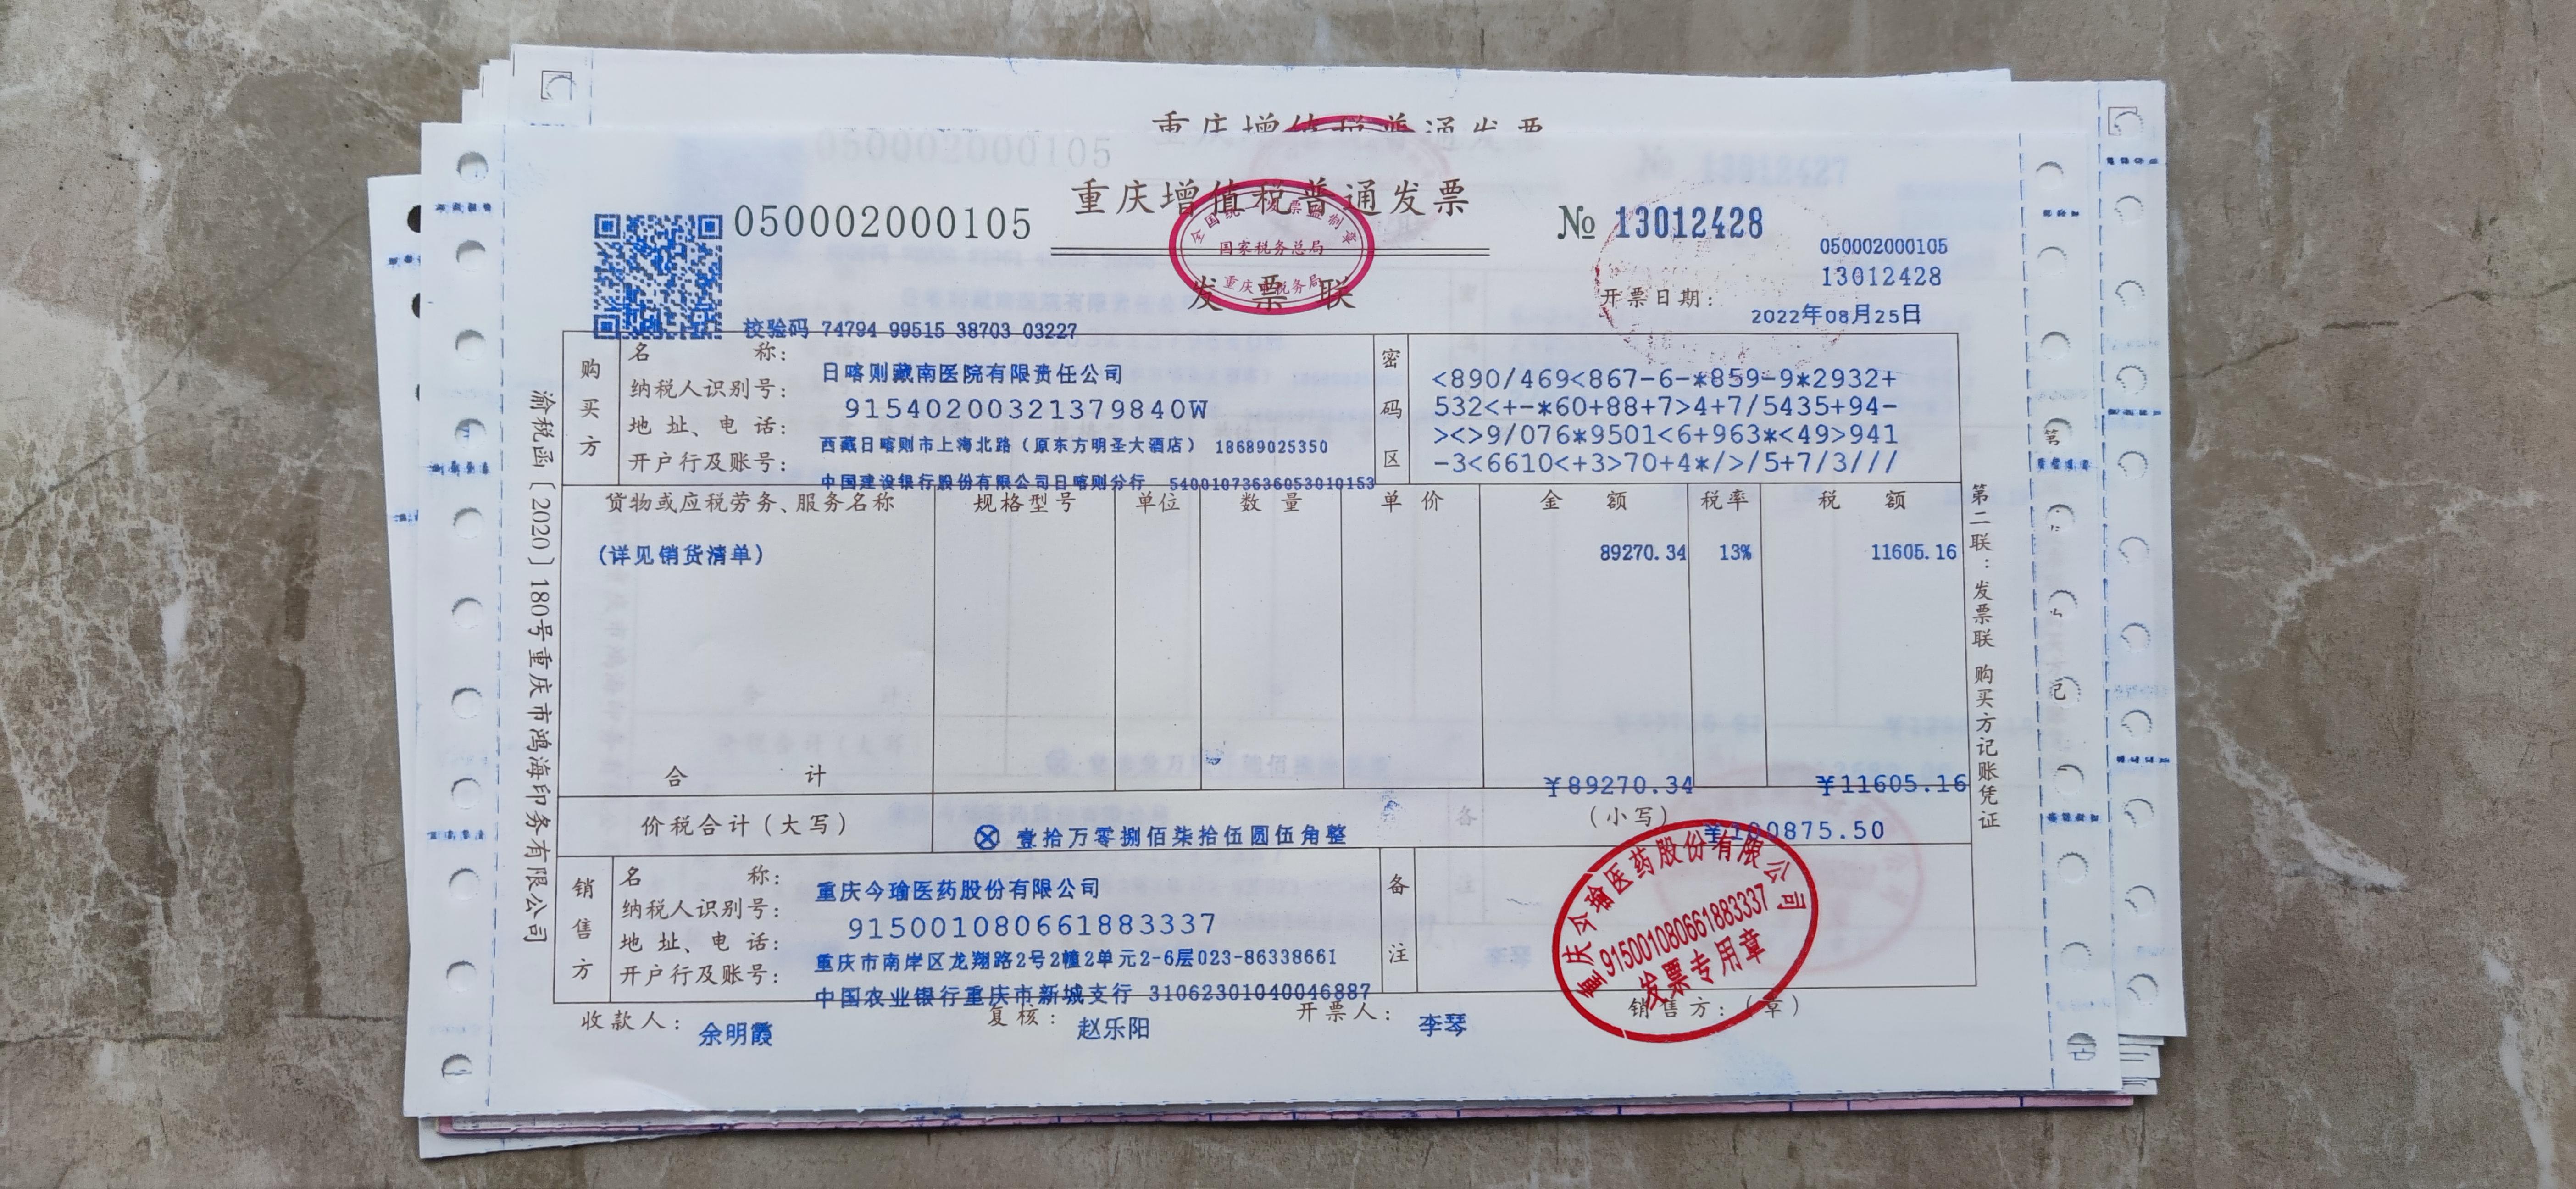 重庆增值税普通发票
050002000105
重庆增值税普通发票
№ 13012428
全国统一发票监制章
国家税务总局
重庆市税务局
发票联
050002000105
13012428
开票日期:
2022年08月25日
校验码 74794 99515 38703 03227
购买方
名 称: 日喀则藏南医院有限责任公司
纳税人识别号: 91540200321379840W
地址、电话: 西藏日喀则市上海北路（原东方明圣大酒店） 18689025350
开户行及账号: 中国建设银行股份有限公司日喀则分行 54001073636053010153
密码区
<890/469<867-6-*859-9*2932+
532<+-*60+88+7>4+7/5435+94-
><>9/076*9501<6+963*<49>941
-3<6610<+3>70+4*/>/5+7/3///
货物或应税劳务、服务名称 规格型号 单位 数量 单价 金额 税率 税额
(详见销货清单) 89270.34 13% 11605.16
合计 ¥89270.34 ¥11605.16
价税合计（大写） ⊗ 壹拾万零捌佰柒拾伍圆伍角整 （小写） ¥100875.50
销售方
名 称: 重庆今瑜医药股份有限公司
纳税人识别号: 915001080661883337
地址、电话: 重庆市南岸区龙翔路2号2幢2单元2-6层023-86338661
开户行及账号: 中国农业银行重庆市新城支行 31062301040046887
备注
重庆今瑜医药股份有限公司
915001080661883337
发票专用章
收款人: 余明霞 复核: 赵乐阳 开票人: 李琴 销售方:（章）
渝税函〔2020〕180号重庆市鸿海印务有限公司
第二联：发票联 购买方记账凭证